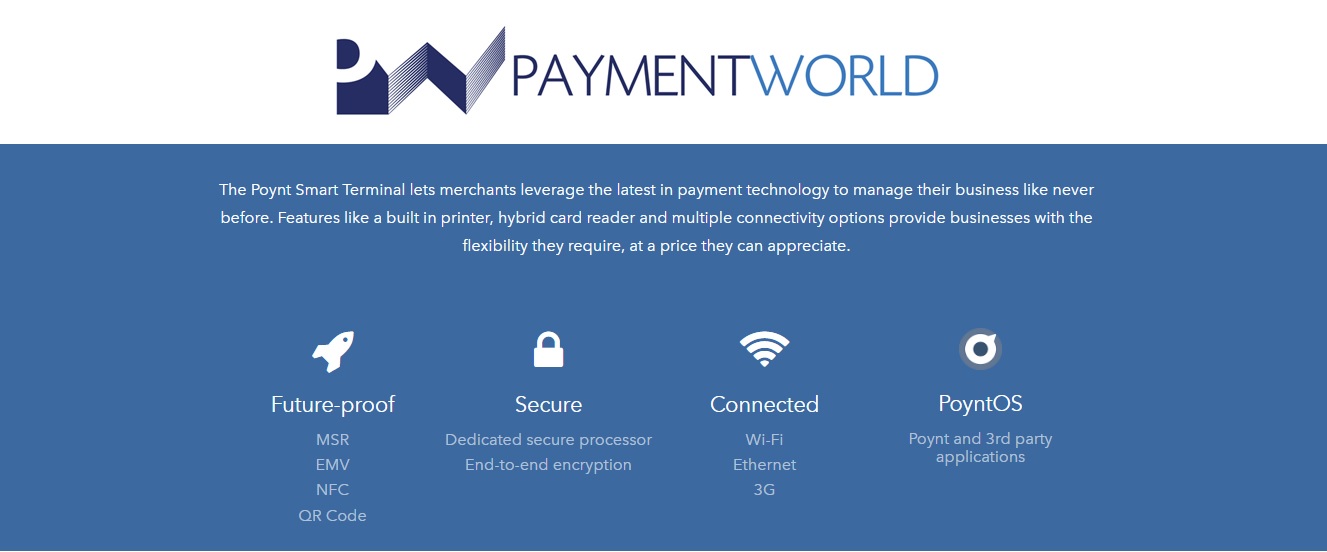 PAYMENTWORLD
The Poynt Smart Terminal lets merchants leverage the latest in payment technology to manage their business like never
before. Features like a built in printer, hybrid card reader and multiple connectivity options provide businesses with the
flexibility they require, at a price they can appreciate.
Future-proof
MSR
EMV
NFC
QR Code
Secure
Dedicated secure processor
End-to-end encryption
Connected
Wi-Fi
Ethernet
3G
PoyntOS
Poynt and 3rd party
applications